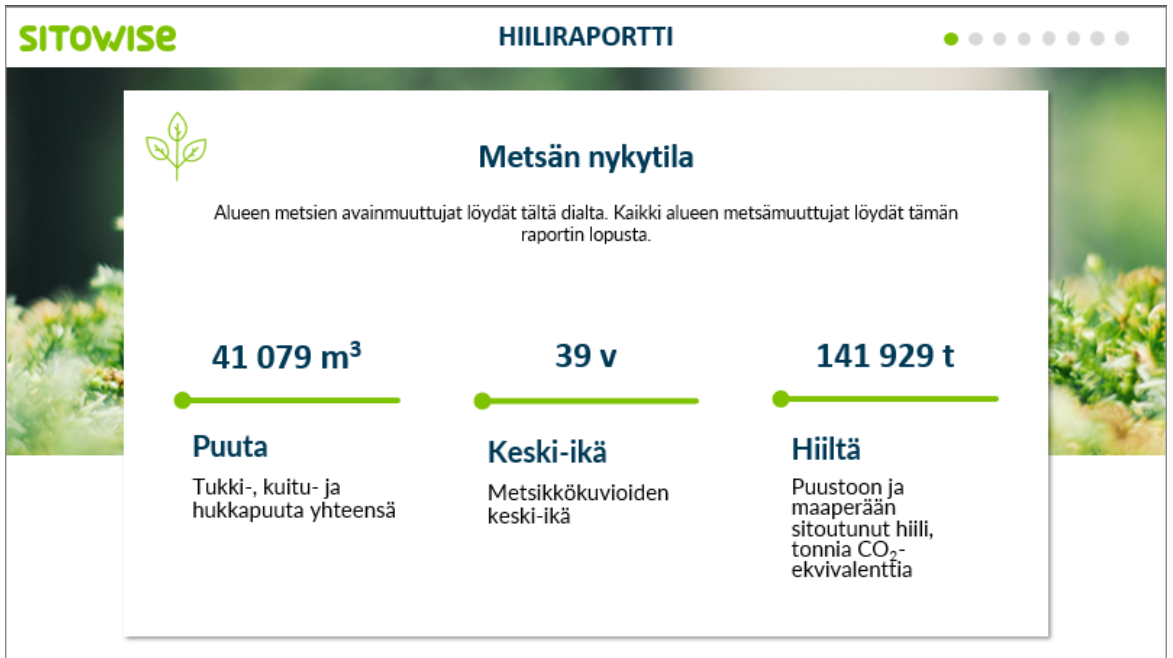 sitowise
HIILIRAPORTTI
Metsän nykytila
Alueen metsien avainmuuttujat löydät tältä dialta. Kaikki alueen metsämuuttujat löydät tämän
raportin lopusta.
41 079 m³
Puuta
Tukki-, kuitu- ja
hukkapuuta yhteensä
39 v
Keski-ikä
Metsikkökuvioiden
keski-ikä
141 929 t
Hiiltä
Puustoon ja
maaperään
sitoutunut hiili,
tonnia CO₂-
ekvivalenttia